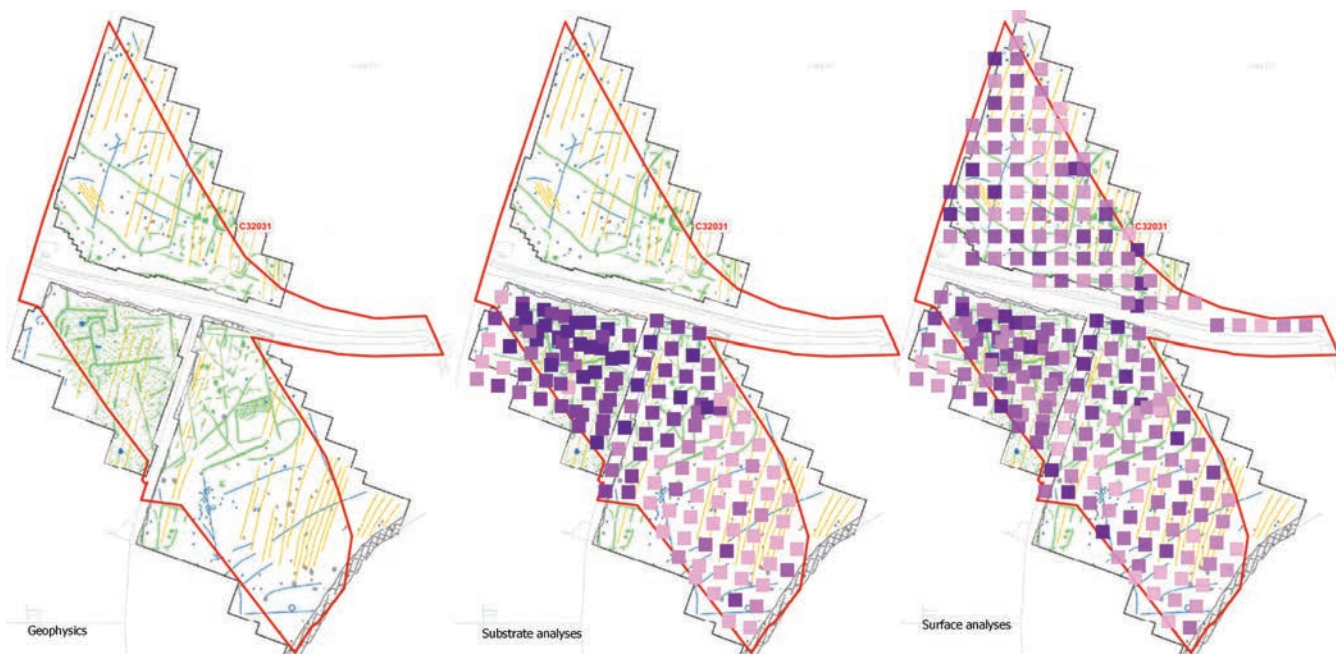 C32031
C32031
C32031
Geophysics
Substrate analyses
Surface analyses